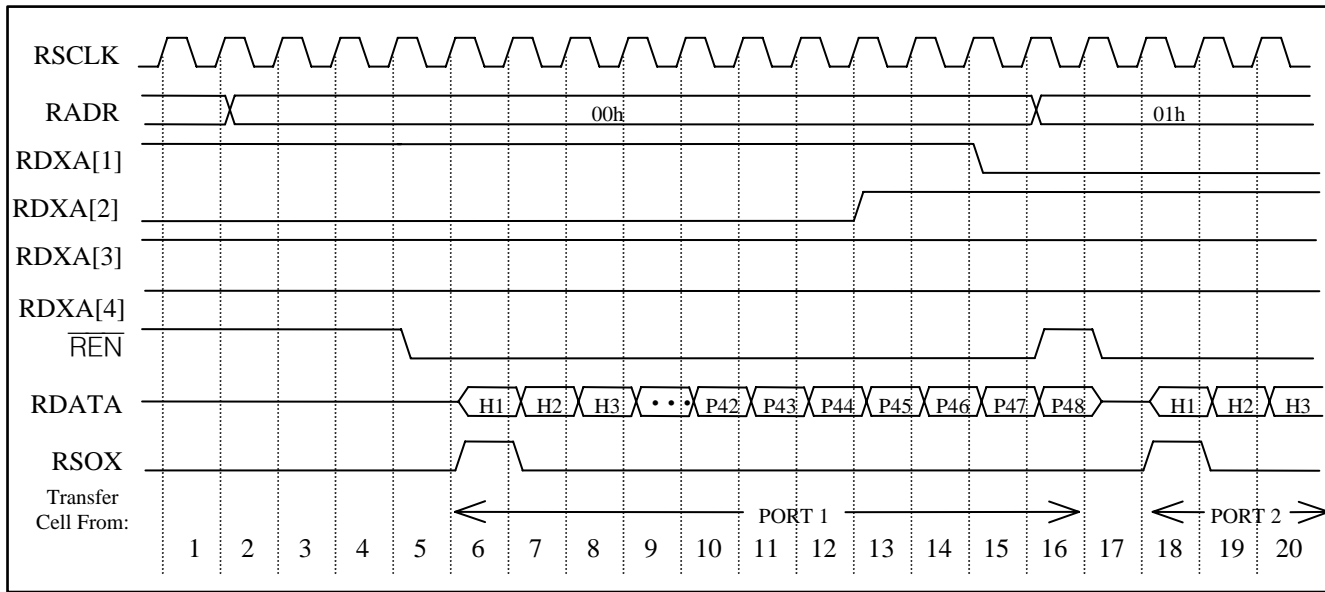 RSCLK
RADR 00h 01h
RDXA[1]
RDXA[2]
RDXA[3]
RDXA[4]
REN
RDATA H1 H2 H3 • • • P42 P43 P44 P45 P46 P47 P48 H1 H2 H3
RSOX
Transfer
Cell From: PORT 1 PORT 2
1 2 3 4 5 6 7 8 9 10 11 12 13 14 15 16 17 18 19 20